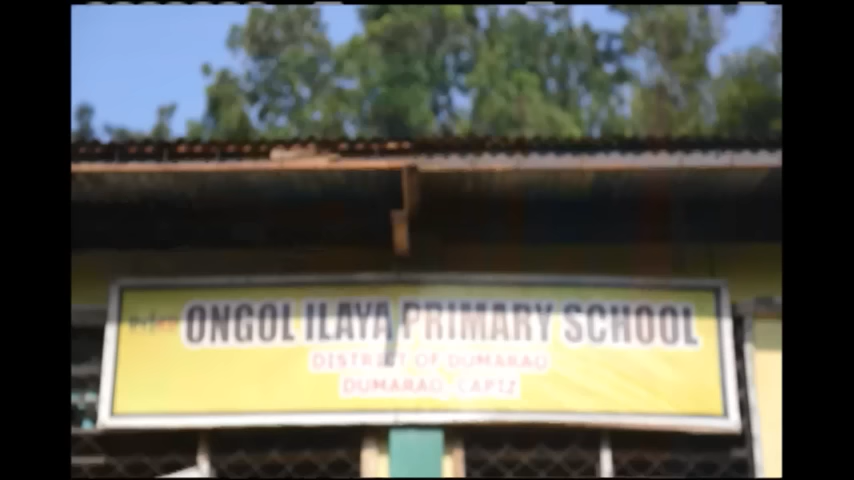 ONGOL ILAYA PRIMARY SCHOOL
DISTRICT OF DUMARAO
DUMARAO, CAPIZ